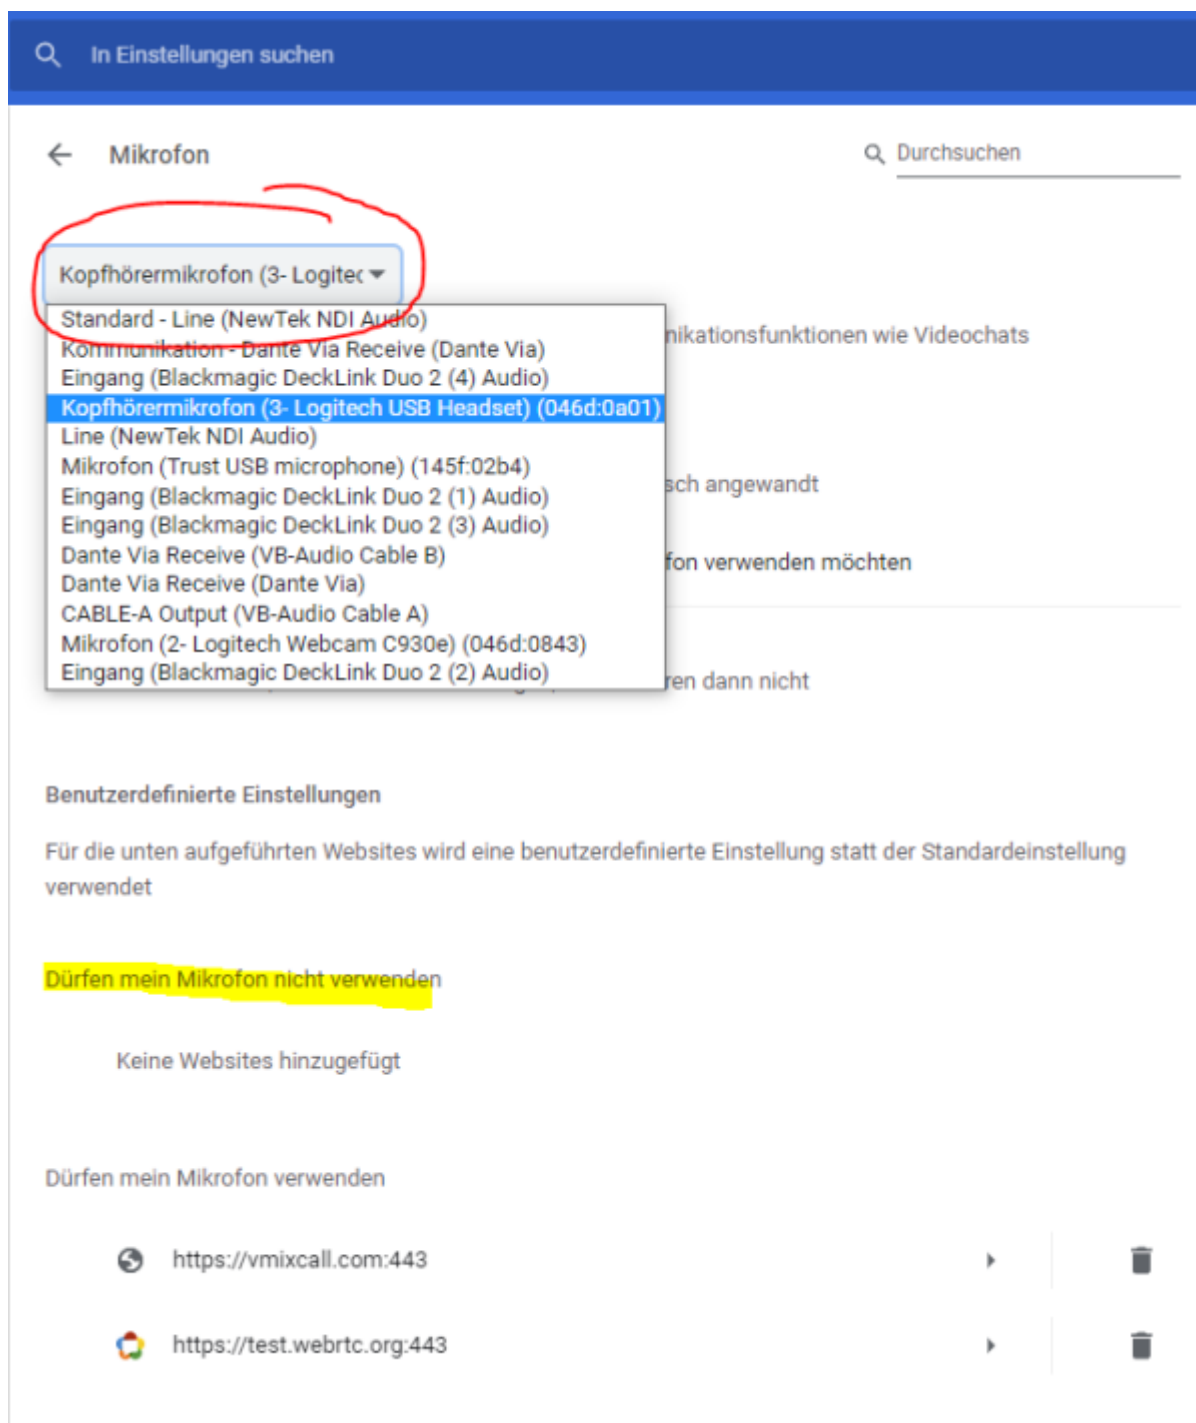 In Einstellungen suchen
Mikrofon
Durchsuchen
Kopfhörermikrofon (3- Logitec
Standard - Line (NewTek NDI Audio)
Kommunikation - Dante Via Receive (Dante Via)
nikationsfunktionen wie Videochats
Eingang (Blackmagic DeckLink Duo 2 (4) Audio)
Kopfhörermikrofon (3- Logitech USB Headset) (046d:0a01)
Line (NewTek NDI Audio)
Mikrofon (Trust USB microphone) (145f:02b4)
sch angewandt
Eingang (Blackmagic DeckLink Duo 2 (1) Audio)
Eingang (Blackmagic DeckLink Duo 2 (3) Audio)
Dante Via Receive (VB-Audio Cable B)
fon verwenden möchten
Dante Via Receive (Dante Via)
CABLE-A Output (VB-Audio Cable A)
Mikrofon (2- Logitech Webcam C930e) (046d:0843)
Eingang (Blackmagic DeckLink Duo 2 (2) Audio)
ren dann nicht
Benutzerdefinierte Einstellungen
Für die unten aufgeführten Websites wird eine benutzerdefinierte Einstellung statt der Standardeinstellung
verwendet
Dürfen mein Mikrofon nicht verwenden
Keine Websites hinzugefügt
Dürfen mein Mikrofon verwenden
https://vmixcall.com:443
https://test.webrtc.org:443